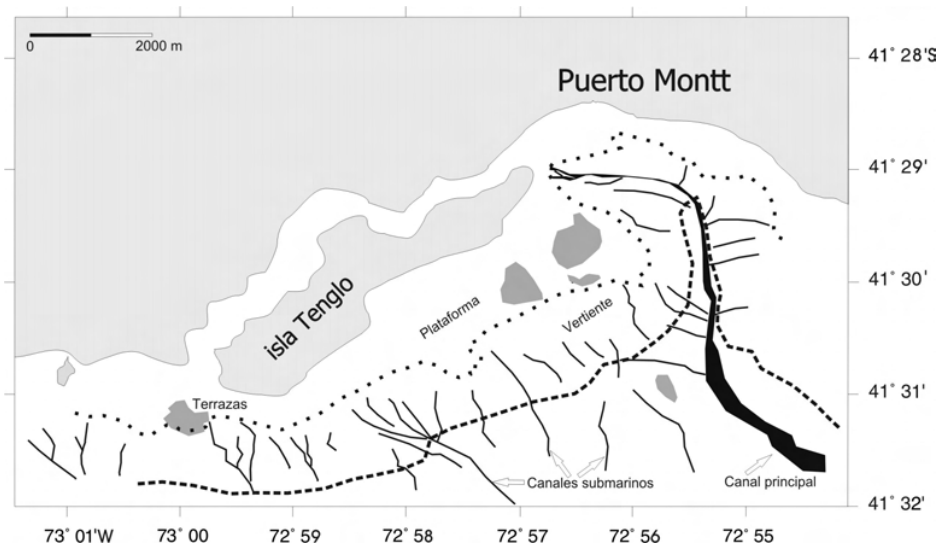 0 2000 m
41° 28'S
Puerto Montt
41° 29'
41° 30'
isla Tenglo
Plataforma
Vertiente
41° 31'
Terrazas
Canales submarinos
Canal principal
41° 32'
73° 01'W 73° 00' 72° 59' 72° 58' 72° 57' 72° 56' 72° 55'